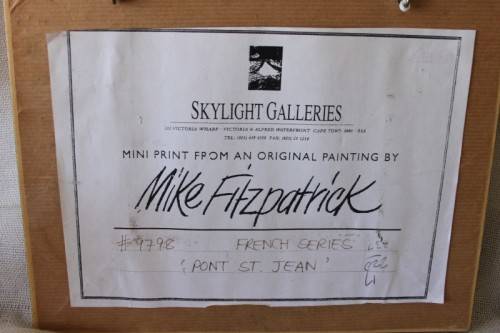 SKYLIGHT GALLERIES
VICTORIA WHARF VICTORIA & ALFRED WATERFRONT CAPE TOWN
MINI PRINT FROM AN ORIGINAL PAINTING BY
Mike Fitzpatrick
#9798 FRENCH SERIES
'PONT ST. JEAN'